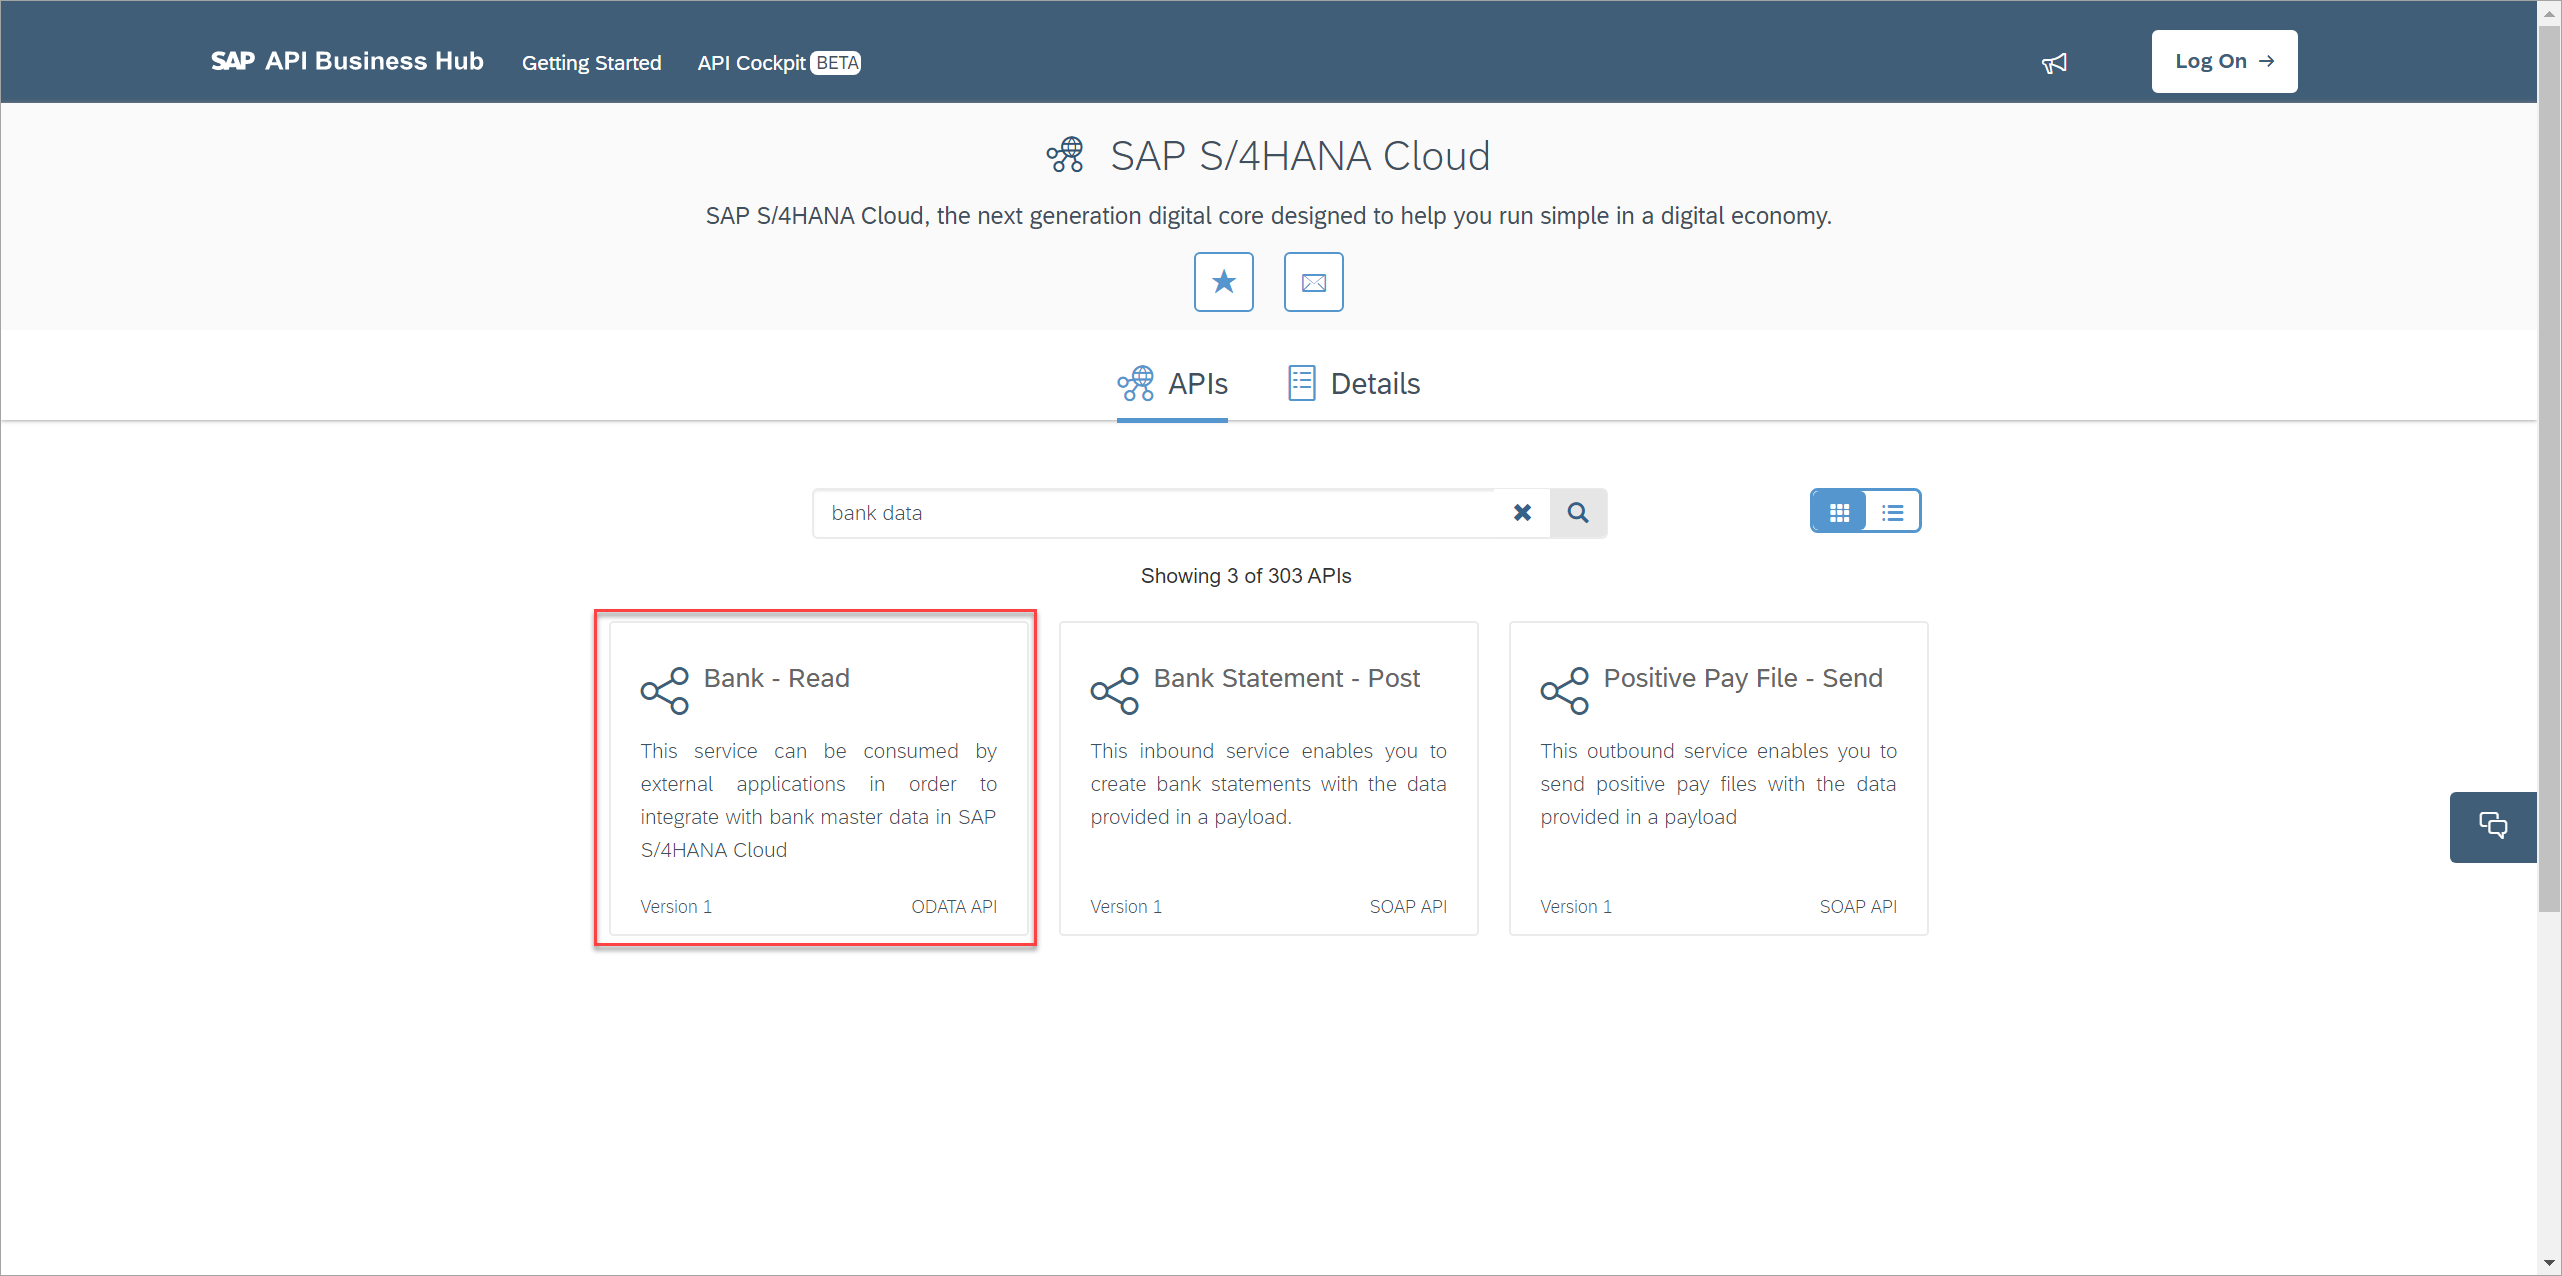 SAP API Business Hub Getting Started API Cockpit BETA Log On →
SAP S/4HANA Cloud
SAP S/4HANA Cloud, the next generation digital core designed to help you run simple in a digital economy.
APIs Details
bank data
Showing 3 of 303 APIs
Bank - Read
This service can be consumed by
external applications in order to
integrate with bank master data in SAP
S/4HANA Cloud
Version 1 ODATA API
Bank Statement - Post
This inbound service enables you to
create bank statements with the data
provided in a payload.
Version 1 SOAP API
Positive Pay File - Send
This outbound service enables you to
send positive pay files with the data
provided in a payload
Version 1 SOAP API